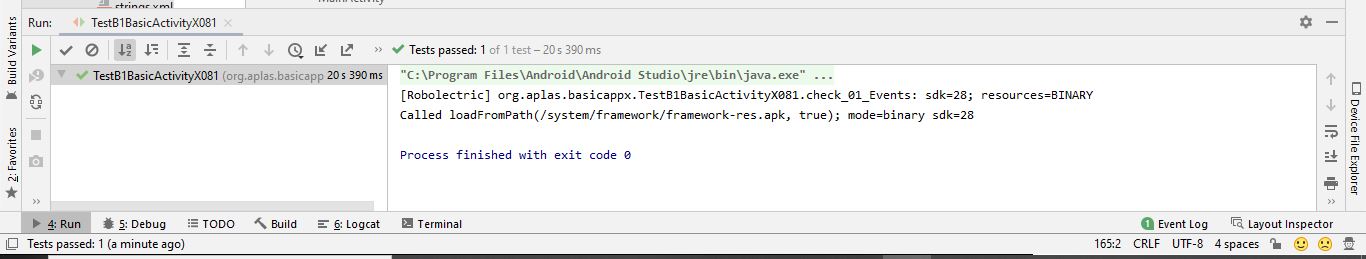 strings.xml
MainActivity
Run: TestB1BasicActivityX081
Tests passed: 1 of 1 test – 20 s 390 ms
TestB1BasicActivityX081 (org.aplas.basicapp 20 s 390 ms
"C:\Program Files\Android\Android Studio\jre\bin\java.exe" ...
[Robolectric] org.aplas.basicappx.TestB1BasicActivityX081.check_01_Events: sdk=28; resources=BINARY
Called loadFromPath(/system/framework/framework-res.apk, true); mode=binary sdk=28
Process finished with exit code 0
Build Variants
2: Favorites
Device File Explorer
4: Run 5: Debug TODO Build 6: Logcat Terminal 1 Event Log Layout Inspector
Tests passed: 1 (a minute ago) 165:2 CRLF UTF-8 4 spaces